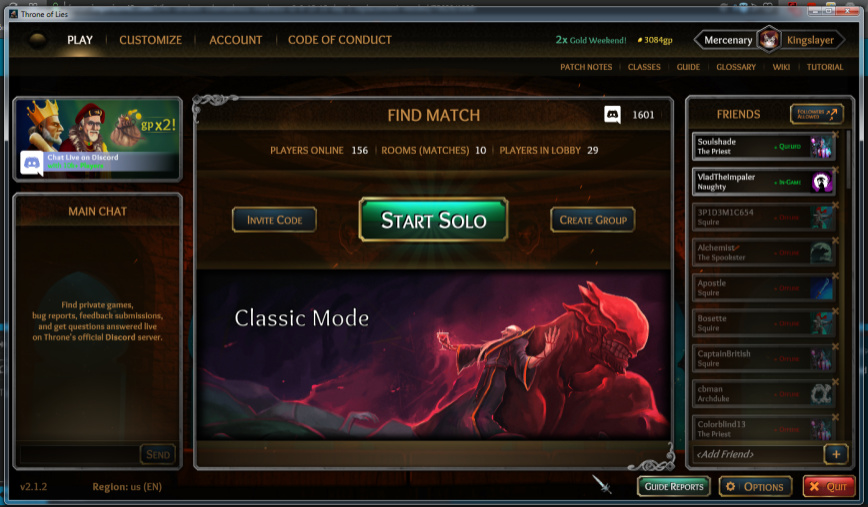 Throne of Lies
PLAY
CUSTOMIZE
ACCOUNT
CODE OF CONDUCT
2x Gold Weekend!
3084gp
Mercenary
Kingslayer
PATCH NOTES
CLASSES
GUIDE
GLOSSARY
WIKI
TUTORIAL
gp x2!
Chat Live on Discord
MAIN CHAT
Find private games,
bug reports, feedback submissions,
and get questions answered live
on Throne's official Discord server.
SEND
FIND MATCH
1601
PLAYERS ONLINE 156
ROOMS (MATCHES) 10
PLAYERS IN LOBBY 29
INVITE CODE
START SOLO
CREATE GROUP
Classic Mode
FRIENDS
FOLLOWERS
ALLOWED
Soulshade
The Priest
Queued
VladTheImpaler
Naughty
In-Game
3P1D3M1C654
Squire
Offline
Alchemist
The Spookster
Offline
Apostle
Squire
Offline
Bosette
Squire
Offline
CaptainBritish
Squire
Offline
cbman
Archduke
Offline
Colorblind13
The Priest
Offline
<Add Friend>
+
v2.1.2
Region: us (EN)
GUIDE REPORTS
OPTIONS
QUIT